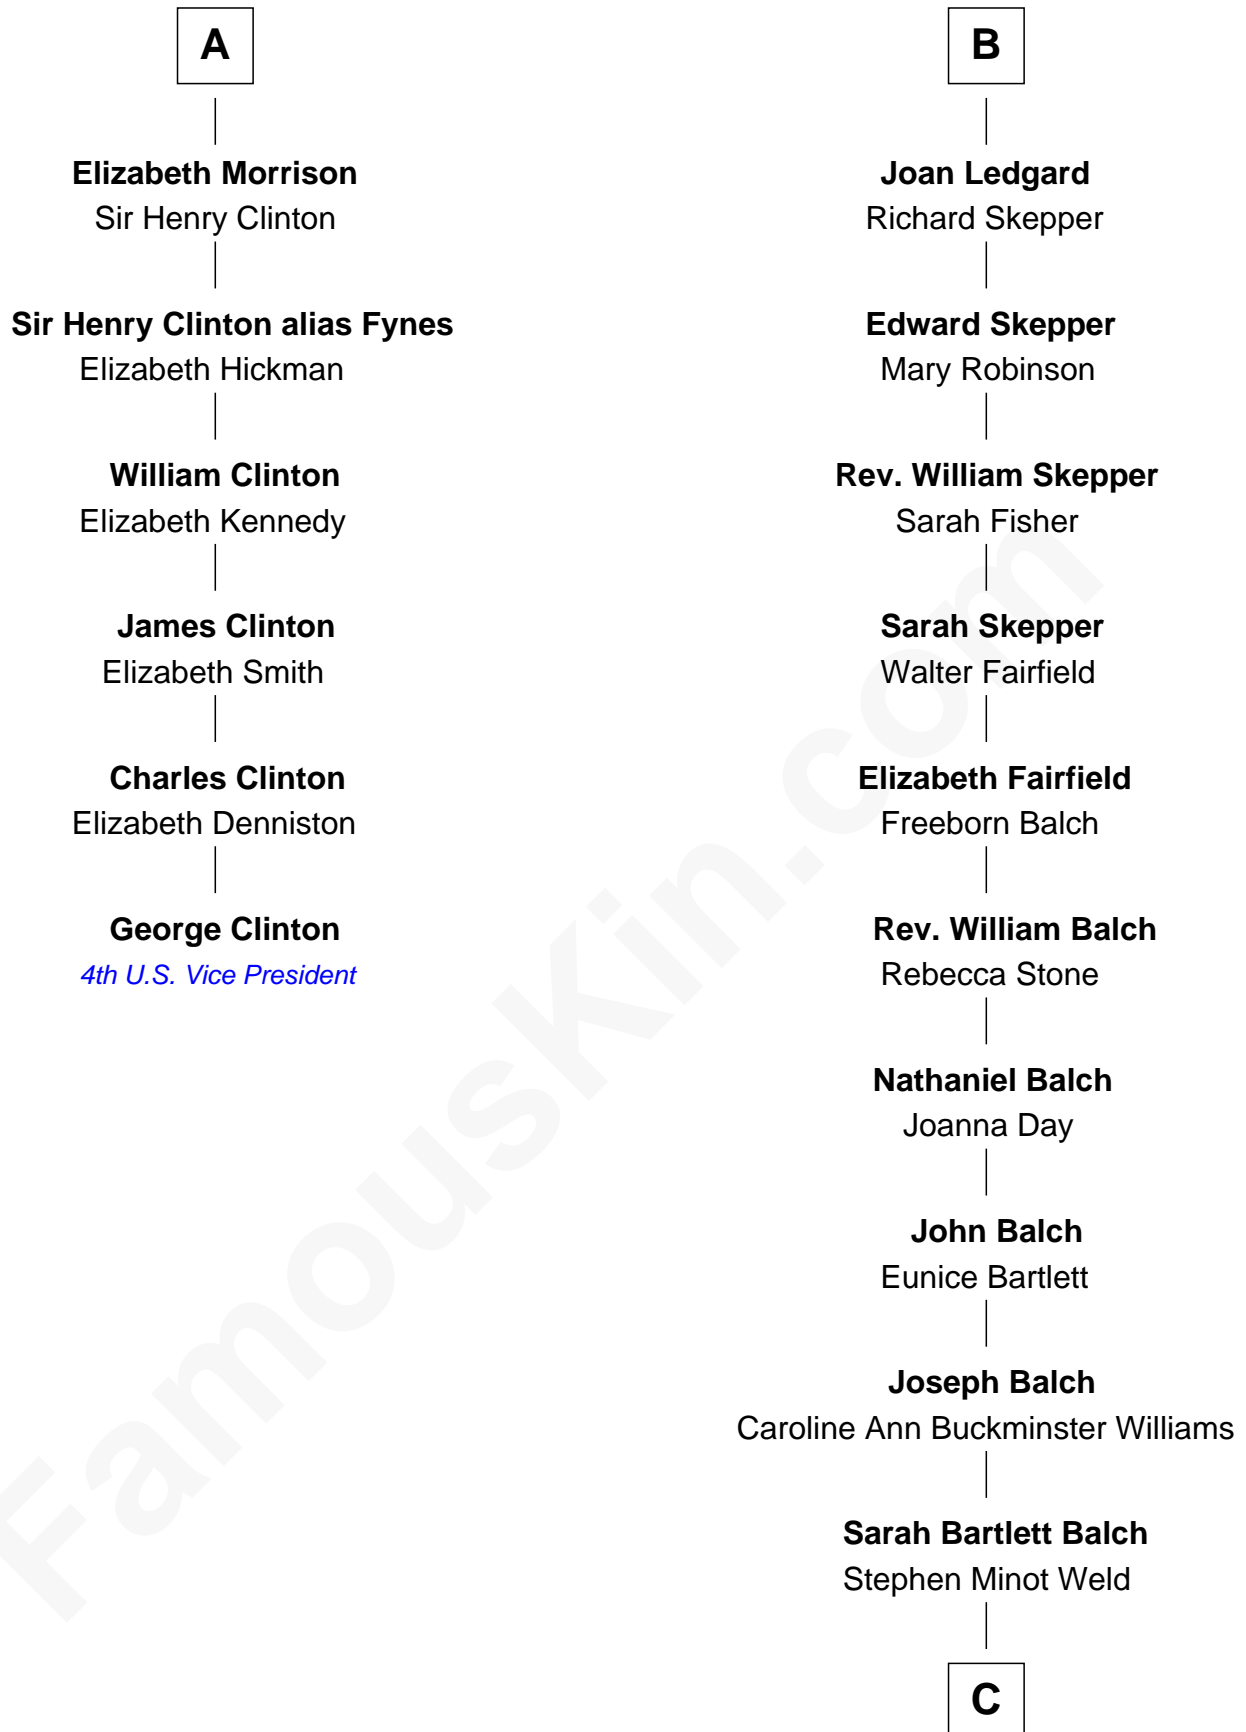 A
Elizabeth Morrison
Sir Henry Clinton
Sir Henry Clinton alias Fynes
Elizabeth Hickman
William Clinton
Elizabeth Kennedy
James Clinton
Elizabeth Smith
Charles Clinton
Elizabeth Denniston
George Clinton
4th U.S. Vice President
B
Joan Ledgard
Richard Skepper
Edward Skepper
Mary Robinson
Rev. William Skepper
Sarah Fisher
Sarah Skepper
Walter Fairfield
Elizabeth Fairfield
Freeborn Balch
Rev. William Balch
Rebecca Stone
Nathaniel Balch
Joanna Day
John Balch
Eunice Bartlett
Joseph Balch
Caroline Ann Buckminster Williams
Sarah Bartlett Balch
Stephen Minot Weld
C
FamousKin.com